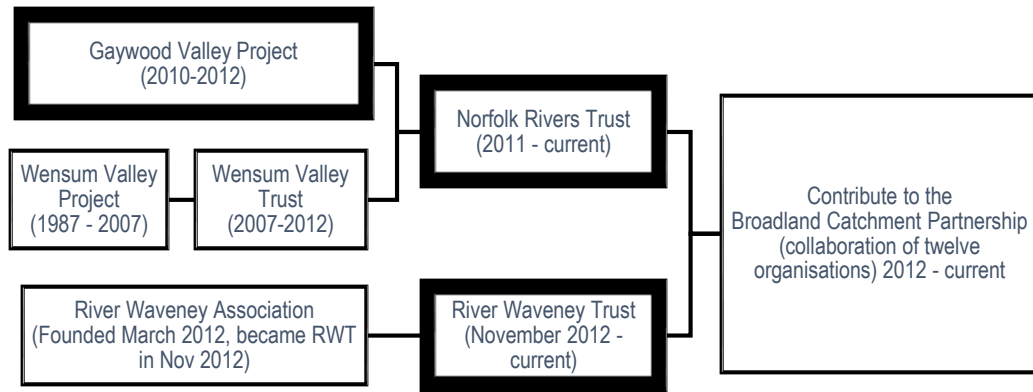 Gaywood Valley Project
(2010-2012)
Wensum Valley
Project
(1987 - 2007)
Wensum Valley
Trust
(2007-2012)
Norfolk Rivers Trust
(2011 - current)
River Waveney Association
(Founded March 2012, became RWT
in Nov 2012)
River Waveney Trust
(November 2012 -
current)
Contribute to the
Broadland Catchment Partnership
(collaboration of twelve
organisations) 2012 - current